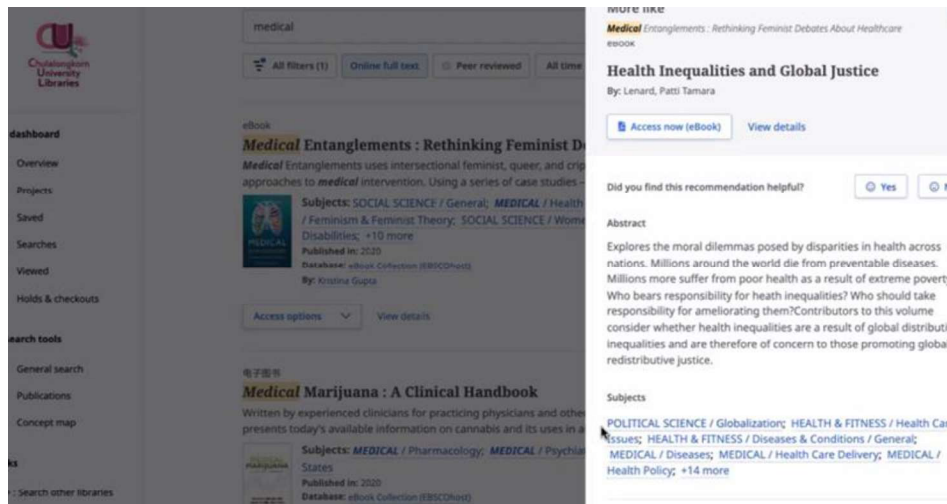 Chulalongkorn
University
Libraries
dashboard
Overview
Projects
Saved
Searches
Viewed
Holds & checkouts
earch tools
General search
Publications
Concept map
ks
: Search other libraries
medical
All filters (1)
Online full text
Peer reviewed
All time
eBook
Medical Entanglements : Rethinking Feminist De
Medical Entanglements uses intersectional feminist, queer, and crip
approaches to medical intervention. Using a series of case studies –
MEDICAL
Subjects: SOCIAL SCIENCE / General; MEDICAL / Health
/ Feminism & Feminist Theory; SOCIAL SCIENCE / Wome
Disabilities; +10 more
Published in: 2020
Database: eBook Collection (EBSCOhost)
By: Kristina Gupta
Access options
View details
电子图书
Medical Marijuana : A Clinical Handbook
Written by experienced clinicians for practicing physicians and othe
presents today's available information on cannabis and its uses in a
MARIJUANA
Subjects: MEDICAL / Pharmacology; MEDICAL / Psychia
States
Published in: 2020
Database: eBook Collection (EBSCOhost)
More like
Medical Entanglements : Rethinking Feminist Debates About Healthcare
eBook
Health Inequalities and Global Justice
By: Lenard, Patti Tamara
Access now (eBook)
View details
Did you find this recommendation helpful?
Yes
Abstract
Explores the moral dilemmas posed by disparities in health across
nations. Millions around the world die from preventable diseases.
Millions more suffer from poor health as a result of extreme povert
Who bears responsibility for heath inequalities? Who should take
responsibility for ameliorating them?Contributors to this volume
consider whether health inequalities are a result of global distributi
inequalities and are therefore of concern to those promoting globa
redistributive justice.
Subjects
POLITICAL SCIENCE / Globalization; HEALTH & FITNESS / Health Car
Issues; HEALTH & FITNESS / Diseases & Conditions / General;
MEDICAL / Diseases; MEDICAL / Health Care Delivery; MEDICAL /
Health Policy; +14 more